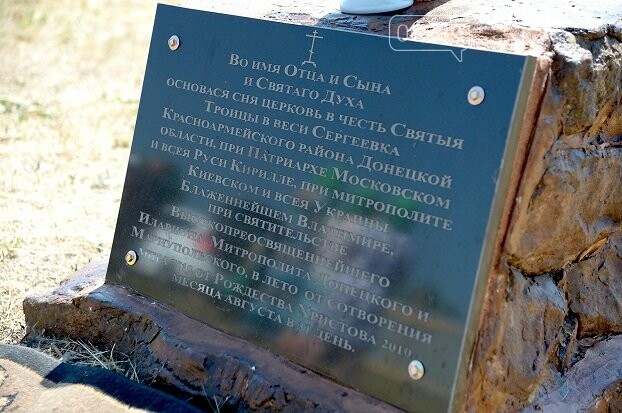 Во имя Отца и Сына
и Святаго Духа
основася сия церковь в честь Святыя
Троицы в веси Сергеевка
Красноармейского района Донецкой
области, при Патриархе Московском
и всея Руси Кирилле, при митрополите
Киевском и всея Украины
Блаженнейшем Владимире,
при святительстве
Высокопреосвященнейшего
Илариона Митрополита Донецкого и
Мариупольского, в лето от сотворения
от Рождества Христова 2010
месяца августа в день.